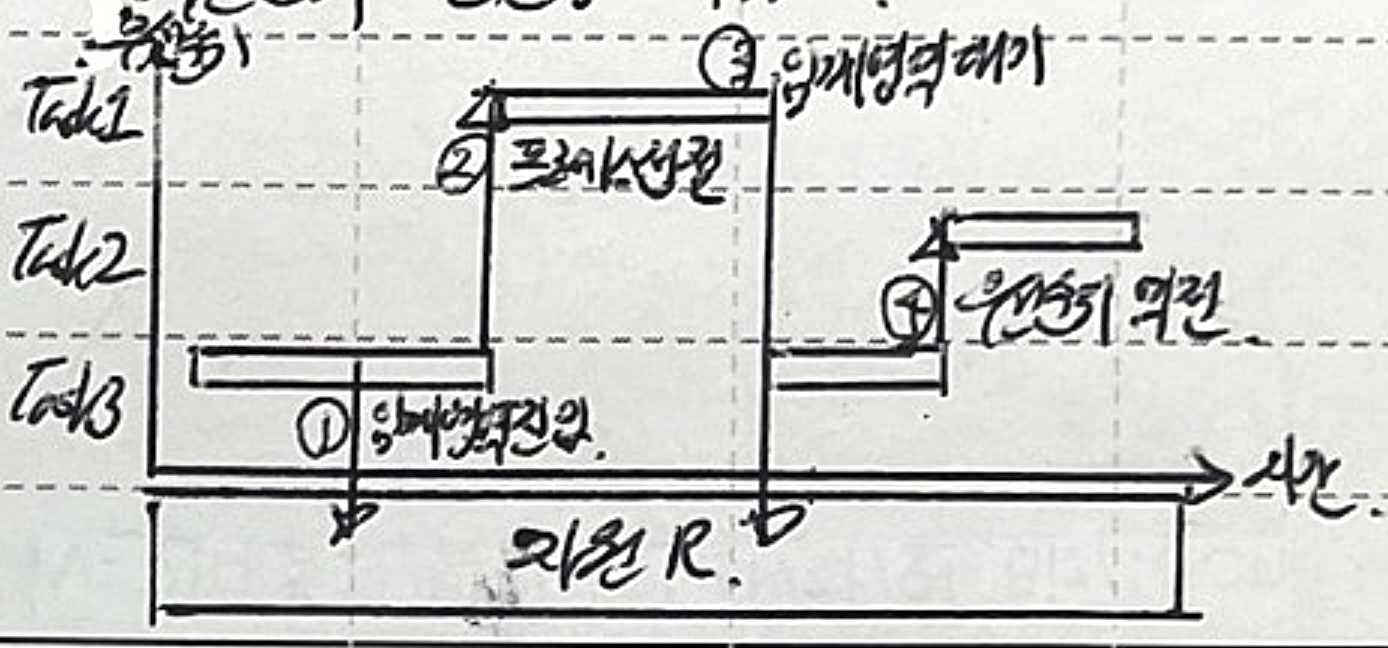 우선순위
Task1
③ 임계영역 대기
② 프로세스 선점
Task2
④ 우선순위 역전.
Task3
① 임계영역 진입.
시간.
자원 R.